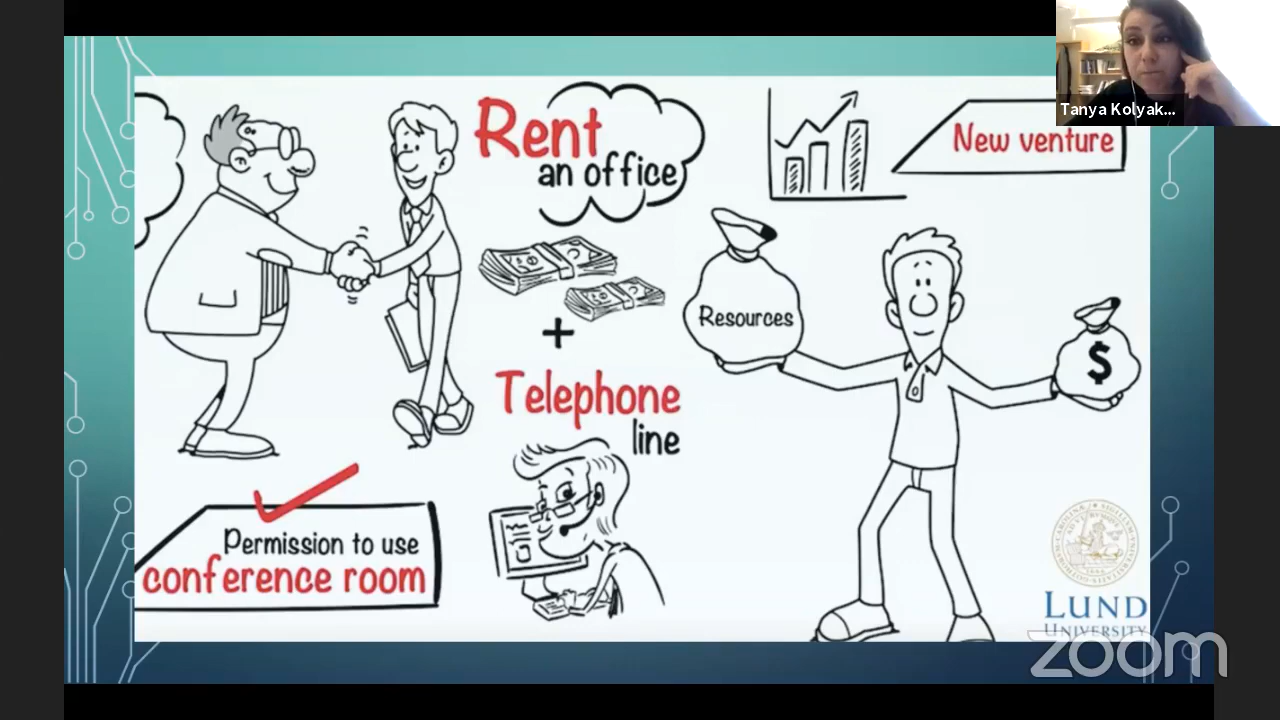 Tanya Kolyak...
Rent
an office
New venture
Resources
$
+
Telephone
line
Permission to use
conference room
LUND
UNIVERSITY
zoom